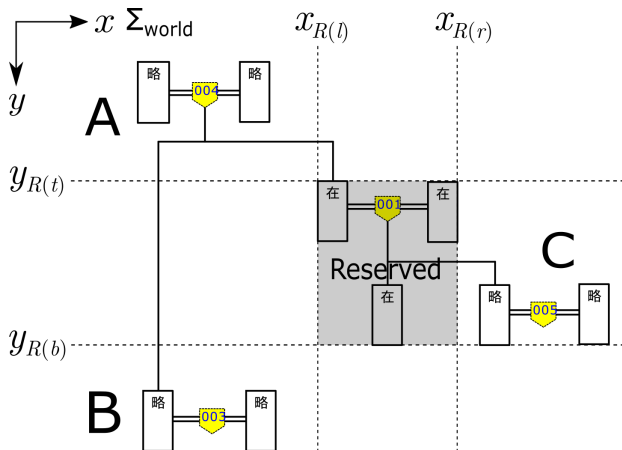 x Σworld
y
xR(l)
xR(r)
略
004
略
A
yR(t)
在
001
在
Reserved
C
在
略
005
略
yR(b)
B
略
003
略